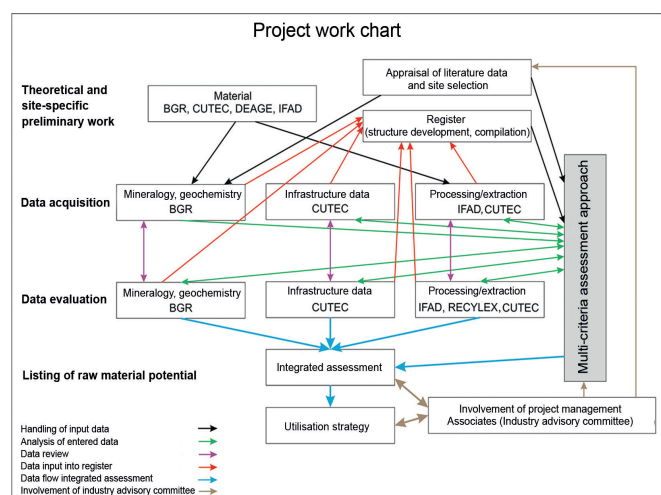 Project work chart
Theoretical and
site-specific
preliminary work
Material
BGR, CUTEC, DEAGE, IFAD
Appraisal of literature data
and site selection
Register
(structure development, compilation)
Data acquisition
Mineralogy, geochemistry
BGR
Infrastructure data
CUTEC
Processing/extraction
IFAD, CUTEC
Multi-criteria assessment approach
Data evaluation
Mineralogy, geochemistry
BGR
Infrastructure data
CUTEC
Processing/extraction
IFAD, RECYLEX, CUTEC
Listing of raw material potential
Integrated assessment
Utilisation strategy
Involvement of project management
Associates (Industry advisory committee)
Handling of input data
Analysis of entered data
Data review
Data input into register
Data flow integrated assessment
Involvement of industry advisory committee